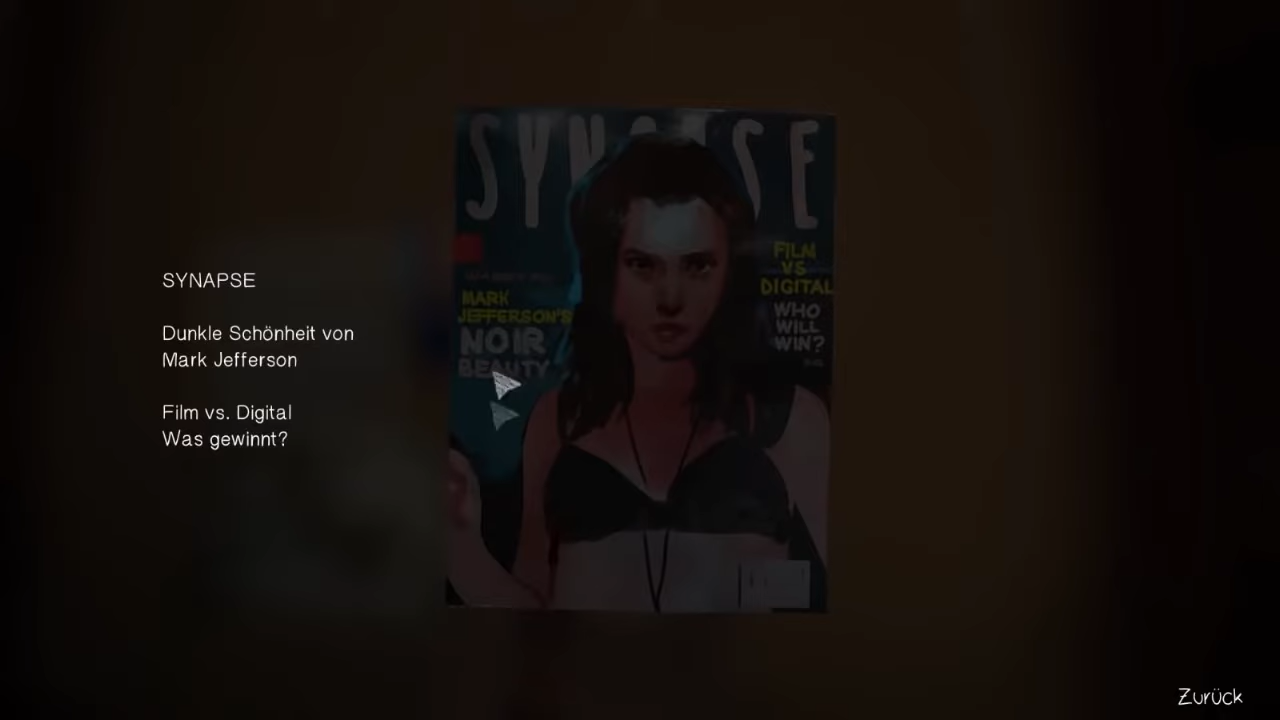 SYNAPSE
Dunkle Schönheit von
Mark Jefferson
Film vs. Digital
Was gewinnt?
SYNAPSE
MARK
JEFFERSON'S
NOIR
BEAUTY
FILM
VS
DIGITAL
WHO
WILL
WIN?
Zurück